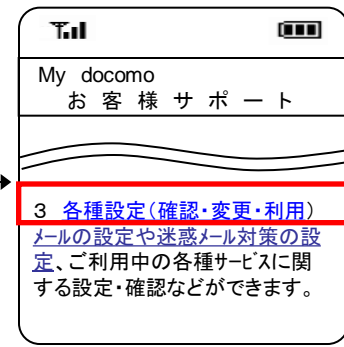 My docomo
お客様サポート
3 各種設定(確認・変更・利用)
ﾒｰﾙの設定や迷惑ﾒｰﾙ対策の設
定、ご利用中の各種ｻｰﾋﾞｽに関
する設定・確認などができます。